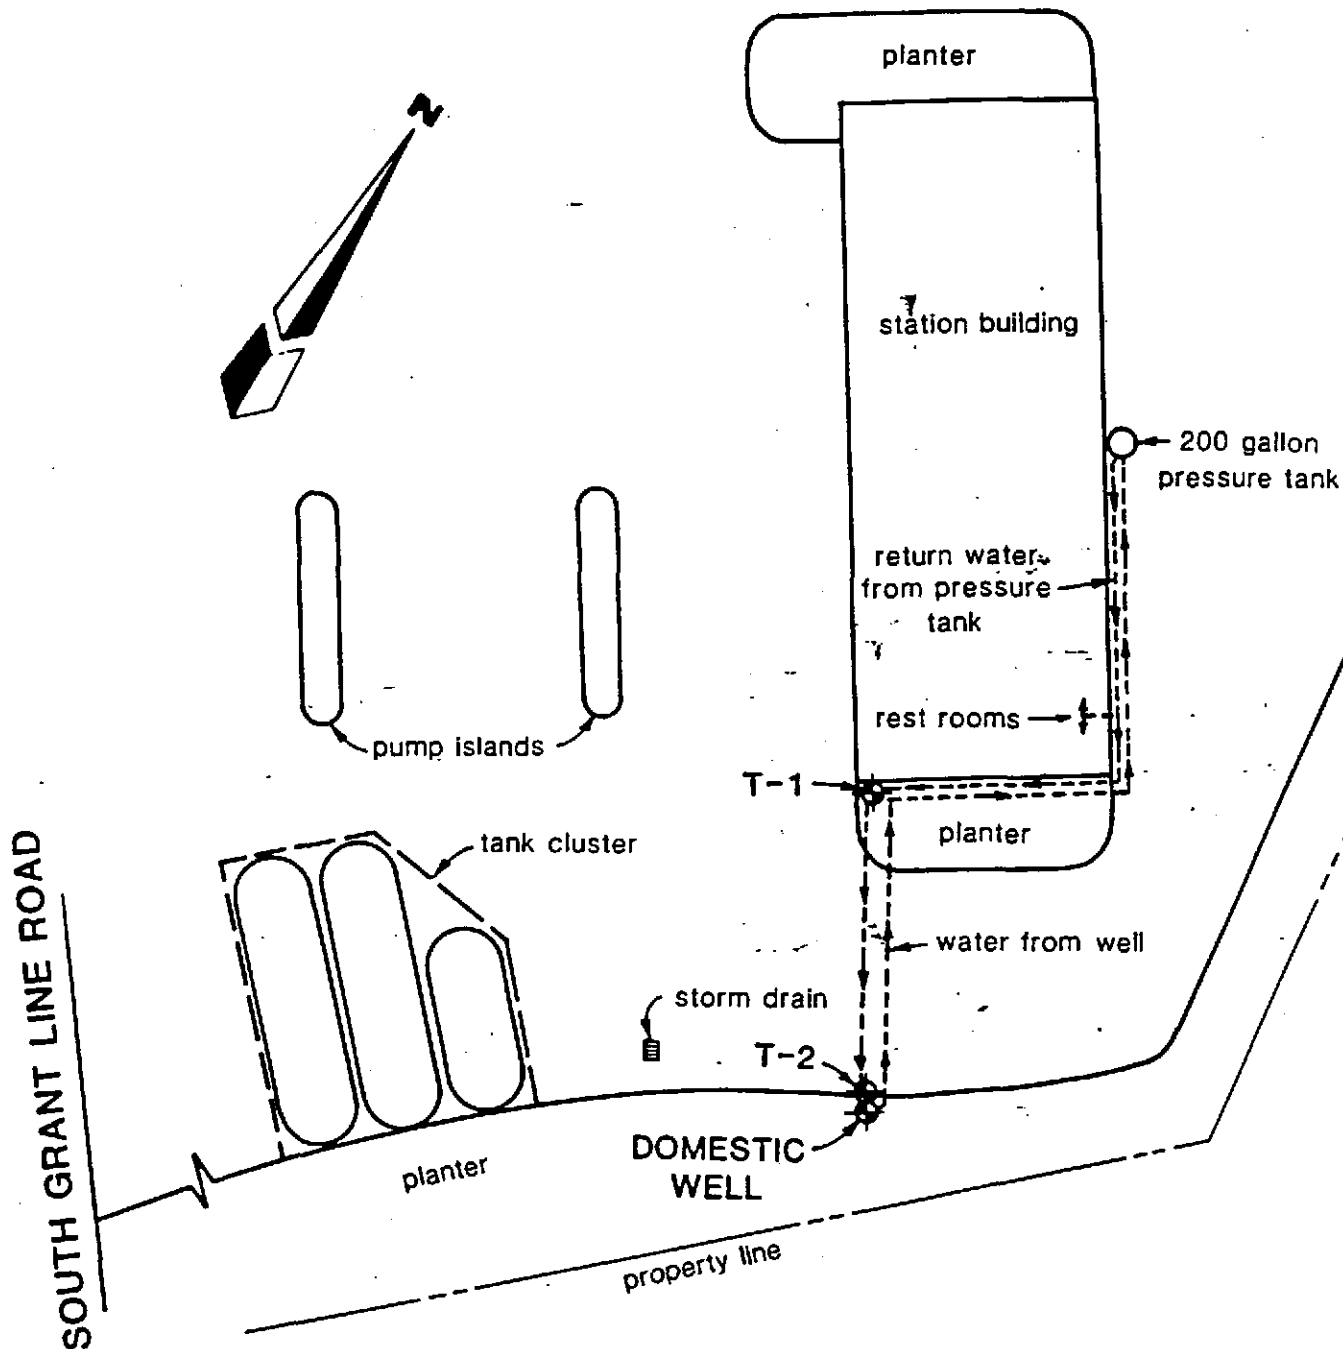 planter
N
station building
200 gallon
pressure tank
return water
from pressure
tank
rest rooms
pump islands
T-1
planter
tank cluster
SOUTH GRANT LINE ROAD
water from well
storm drain
T-2
DOMESTIC
WELL
planter
property line